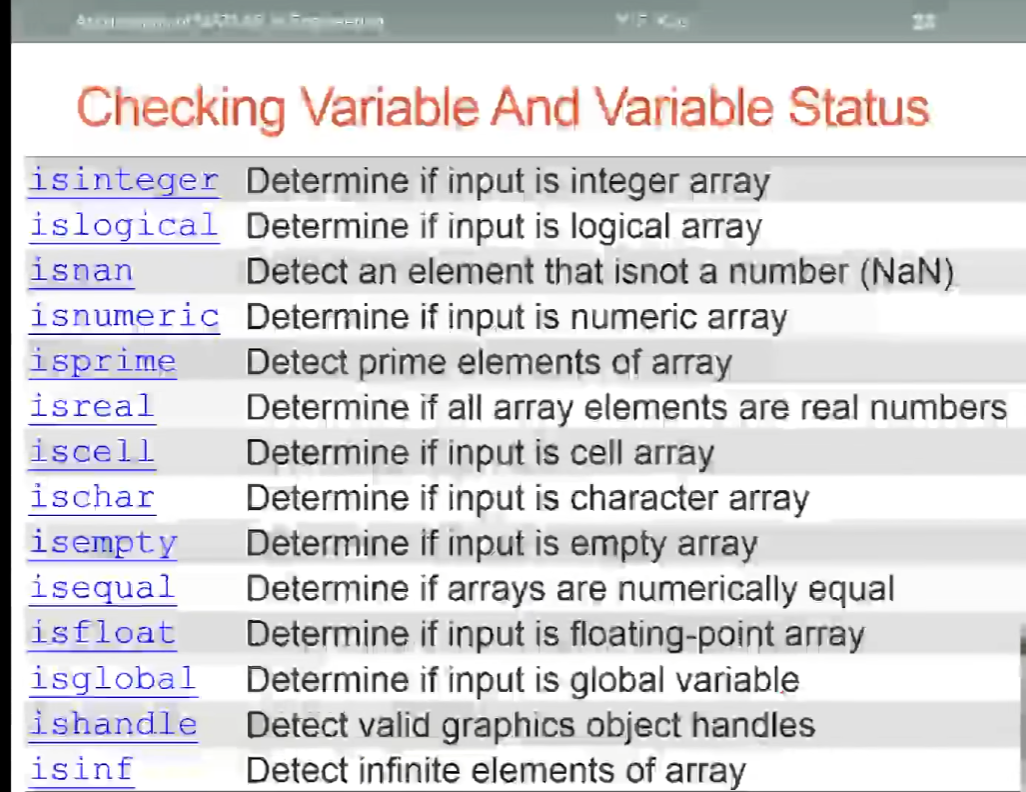 Checking Variable And Variable Status
isinteger Determine if input is integer array
islogical Determine if input is logical array
isnan Detect an element that isnot a number (NaN)
isnumeric Determine if input is numeric array
isprime Detect prime elements of array
isreal Determine if all array elements are real numbers
iscell Determine if input is cell array
ischar Determine if input is character array
isempty Determine if input is empty array
isequal Determine if arrays are numerically equal
isfloat Determine if input is floating-point array
isglobal Determine if input is global variable
ishandle Detect valid graphics object handles
isinf Detect infinite elements of array